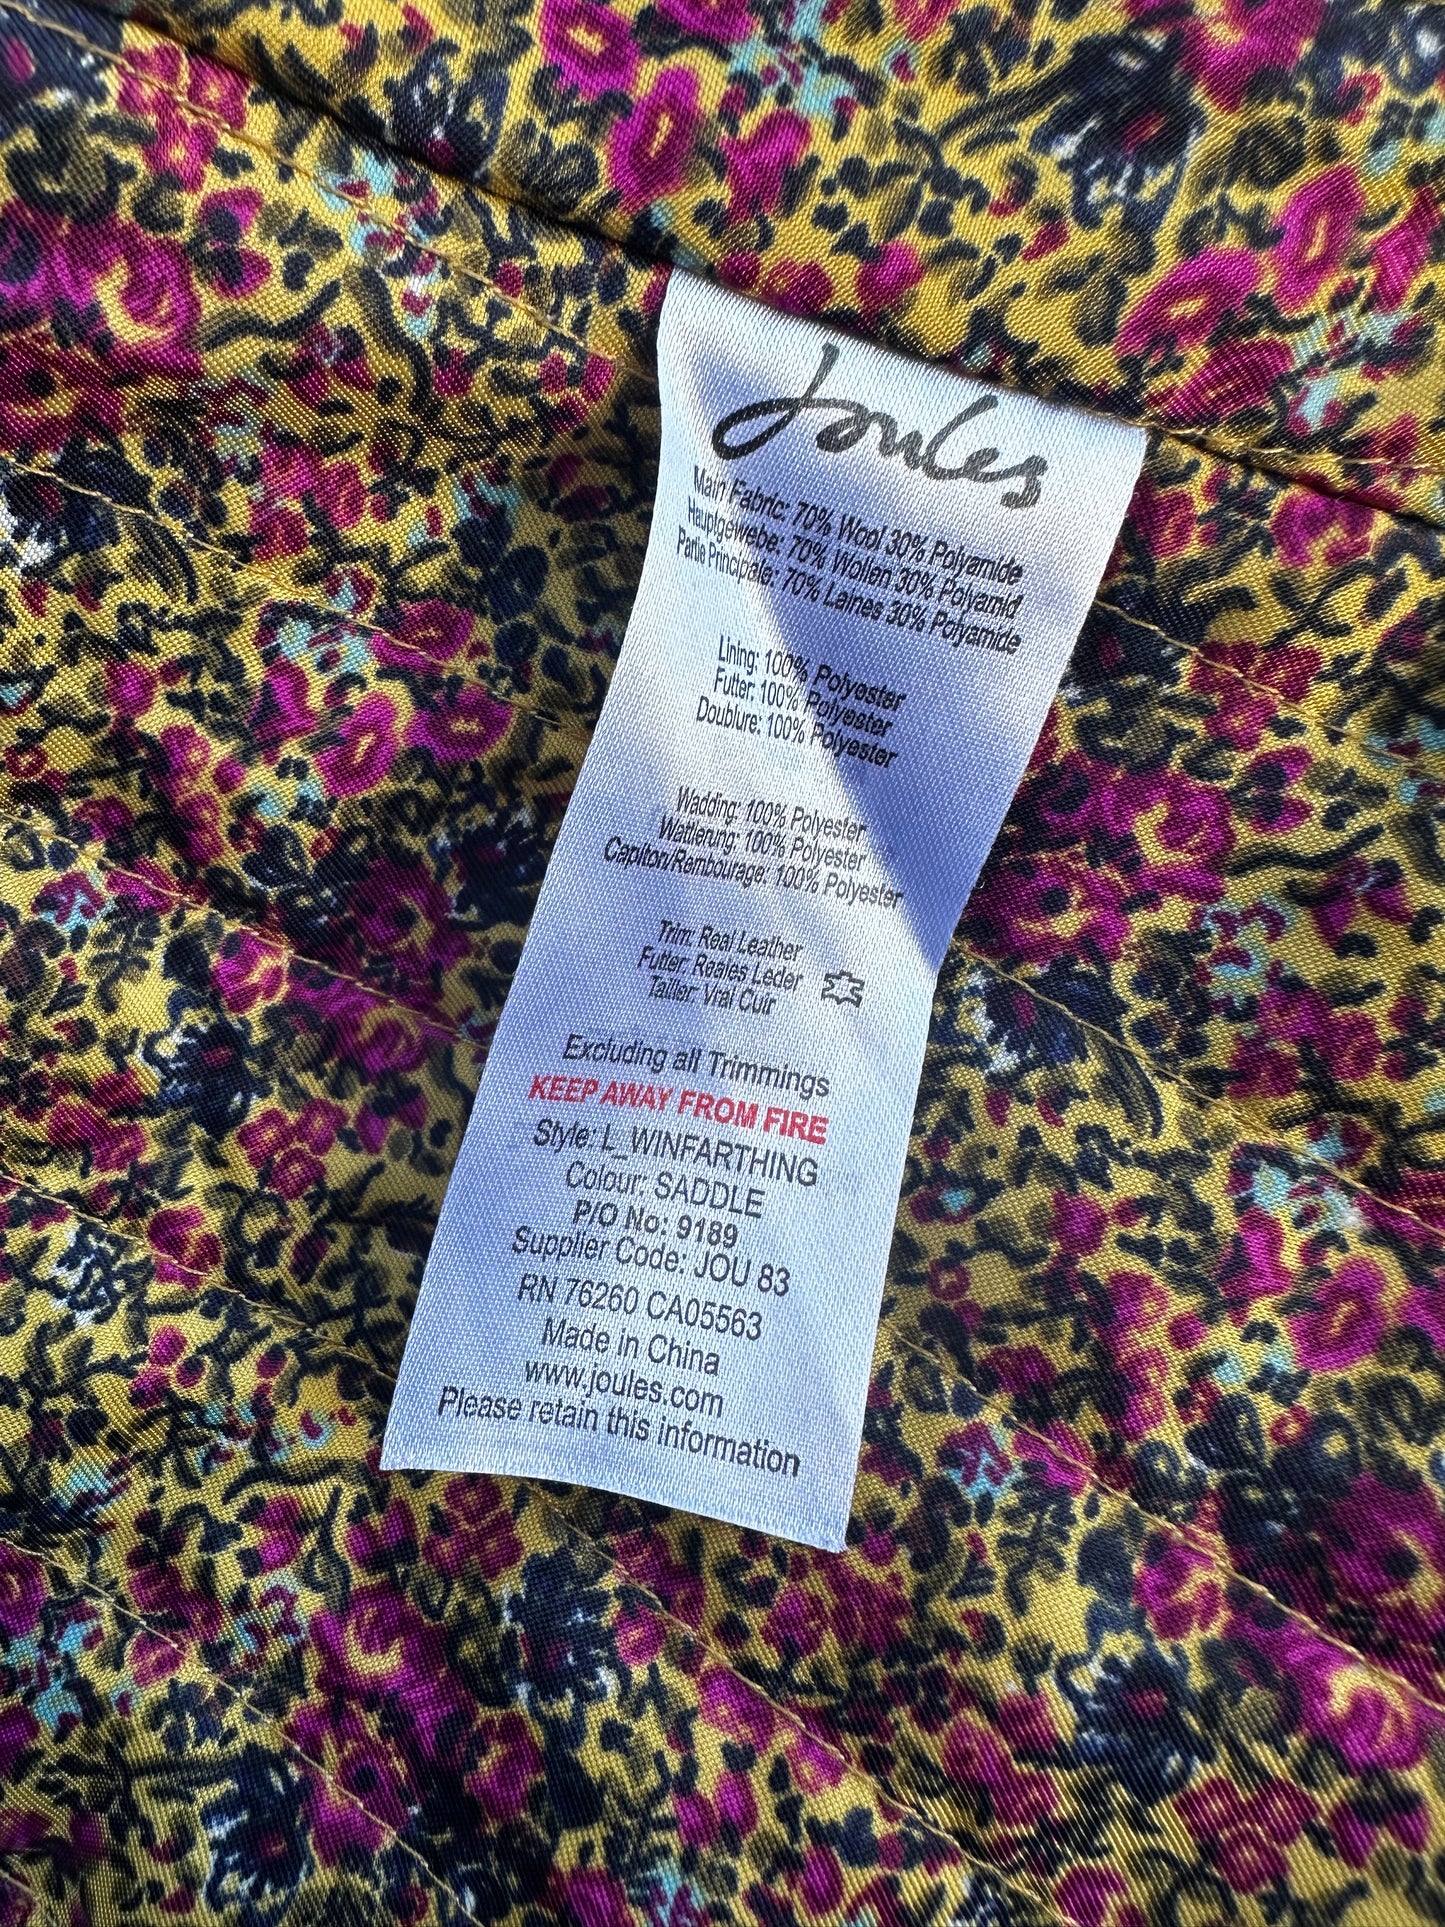 Joules
Main Fabric: 70% Wool 30% Polyamide
Hauptgewebe: 70% Wollen 30% Polyamid
Partie Principale: 70% Laines 30% Polyamide
Lining: 100% Polyester
Futter: 100% Polyester
Doublure: 100% Polyester
Wadding: 100% Polyester
Wattierung: 100% Polyester
Capiton/Rembourage: 100% Polyester
Trim: Real Leather
Futter: Reales Leder
Tailler: Vrai Cuir
Excluding all Trimmings
KEEP AWAY FROM FIRE
Style: L_WINFARTHING
Colour: SADDLE
P/O No: 9189
Supplier Code: JOU 83
RN 76260 CA05563
Made in China
www.joules.com
Please retain this information